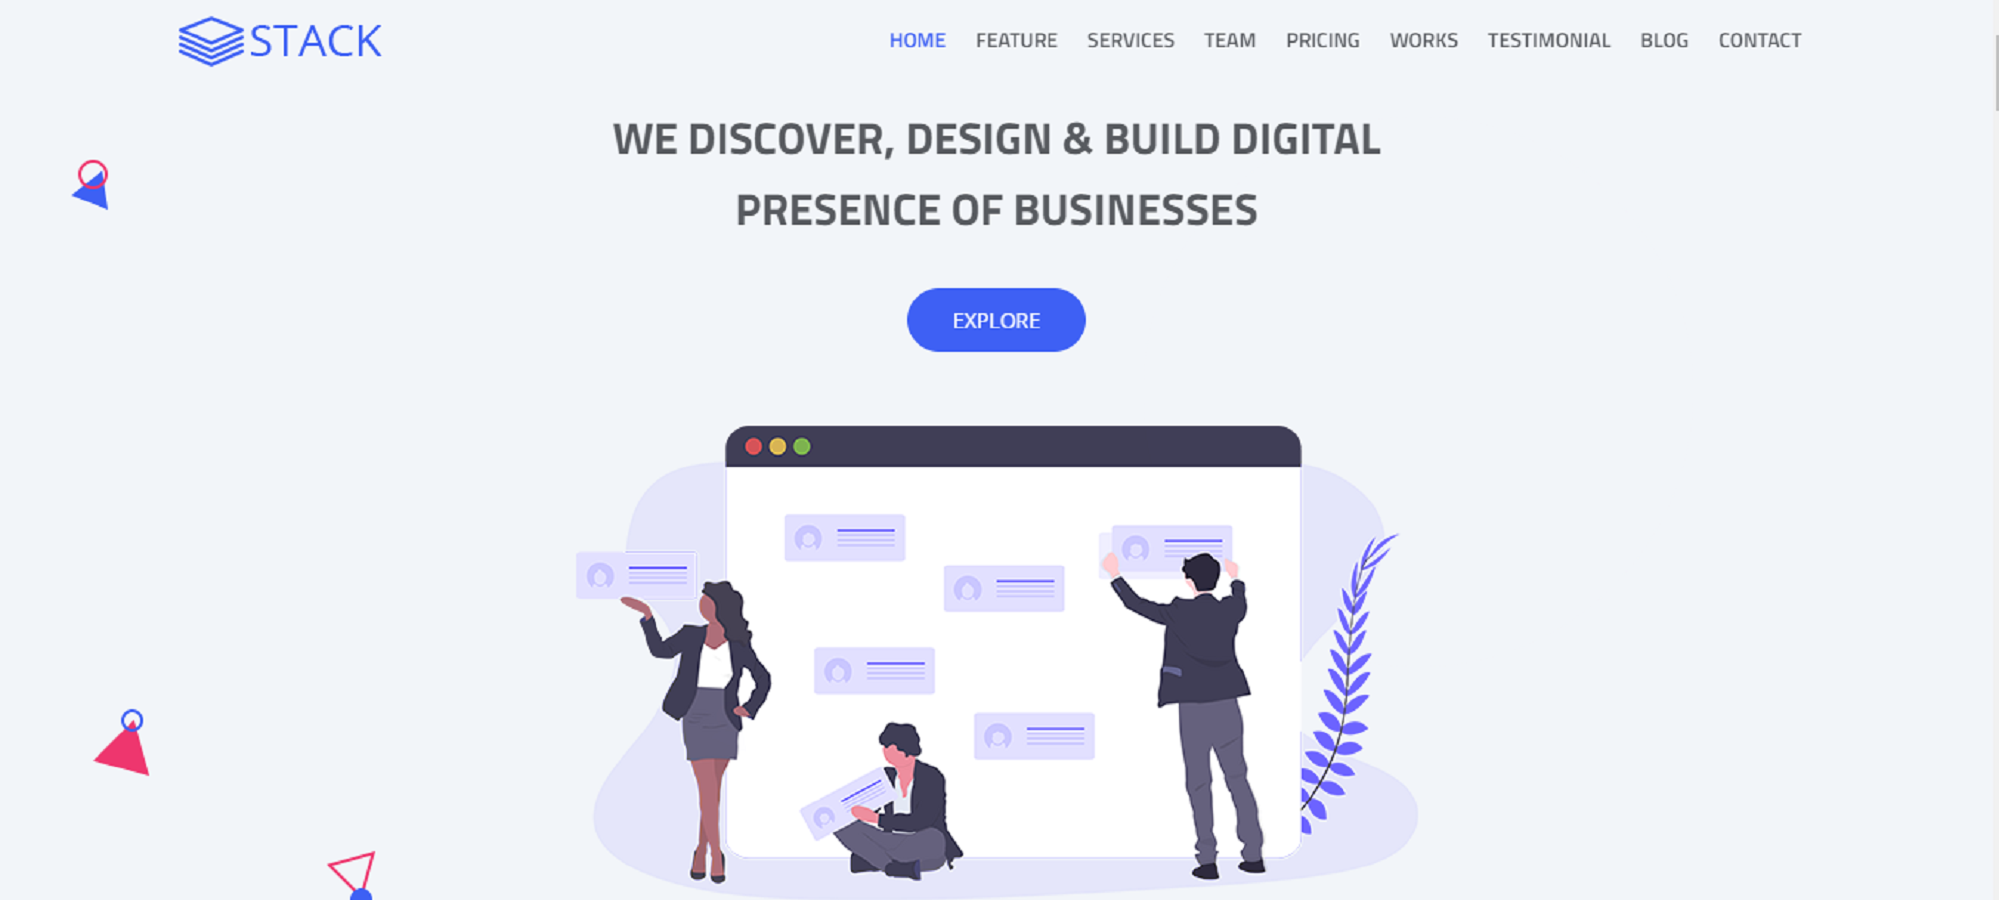 STACK
HOME FEATURE SERVICES TEAM PRICING WORKS TESTIMONIAL BLOG CONTACT
WE DISCOVER, DESIGN & BUILD DIGITAL
PRESENCE OF BUSINESSES
EXPLORE